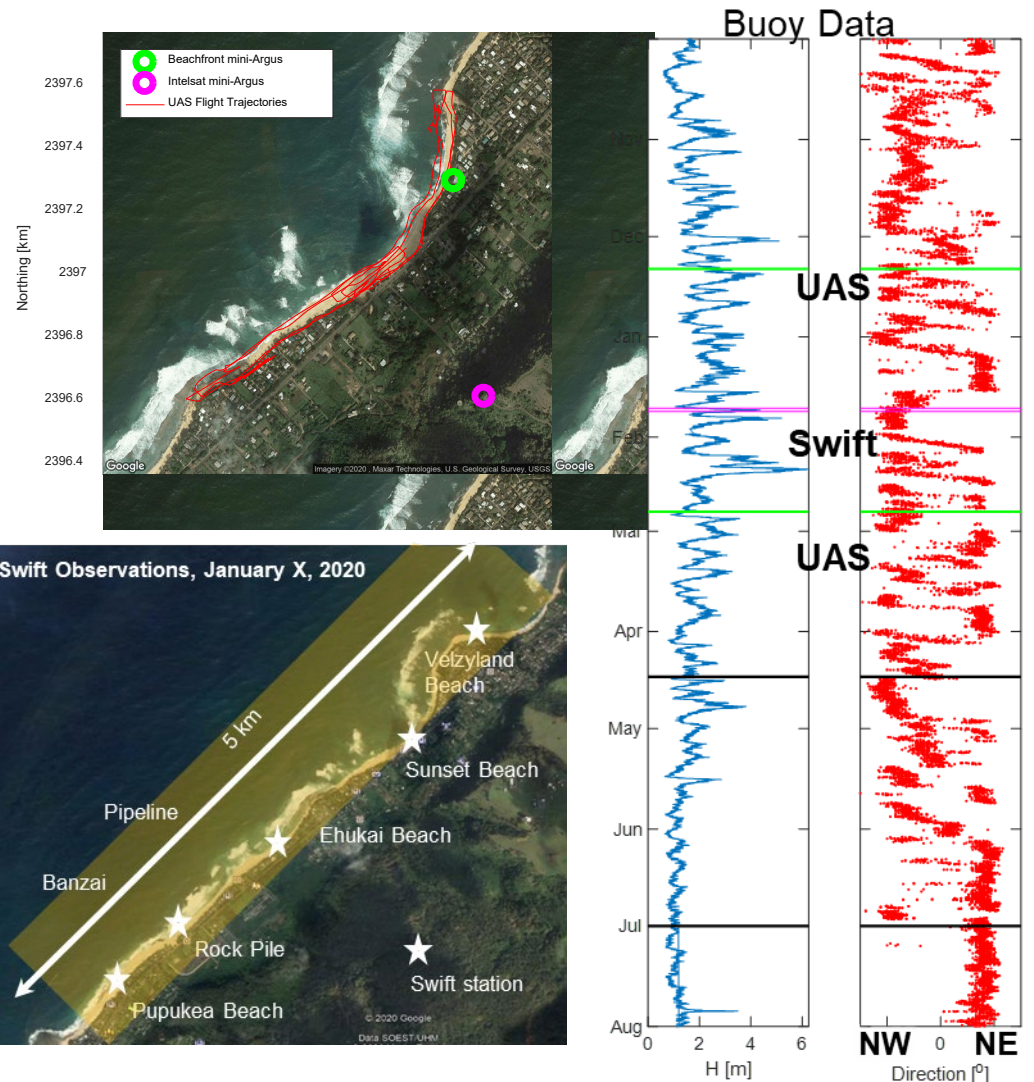 Buoy Data
Beachfront mini-Argus
Intelsat mini-Argus
UAS Flight Trajectories
Northing [km]
2397.6
2397.4
2397.2
2397
2396.8
2396.6
2396.4
Google
Imagery ©2020 , Maxar Technologies, U.S. Geological Survey, USGS
Google
Nov
Dec
Jan
Feb
Mar
Apr
May
Jun
Jul
Aug
UAS
Swift
UAS
0
2
4
6
H [m]
NW
0
NE
Direction [º]
Swift Observations, January X, 2020
5 km
Velzyland
Beach
Sunset Beach
Pipeline
Ehukai Beach
Banzai
Rock Pile
Swift station
Pupukea Beach
© 2020 Google
Data SOEST/UHM